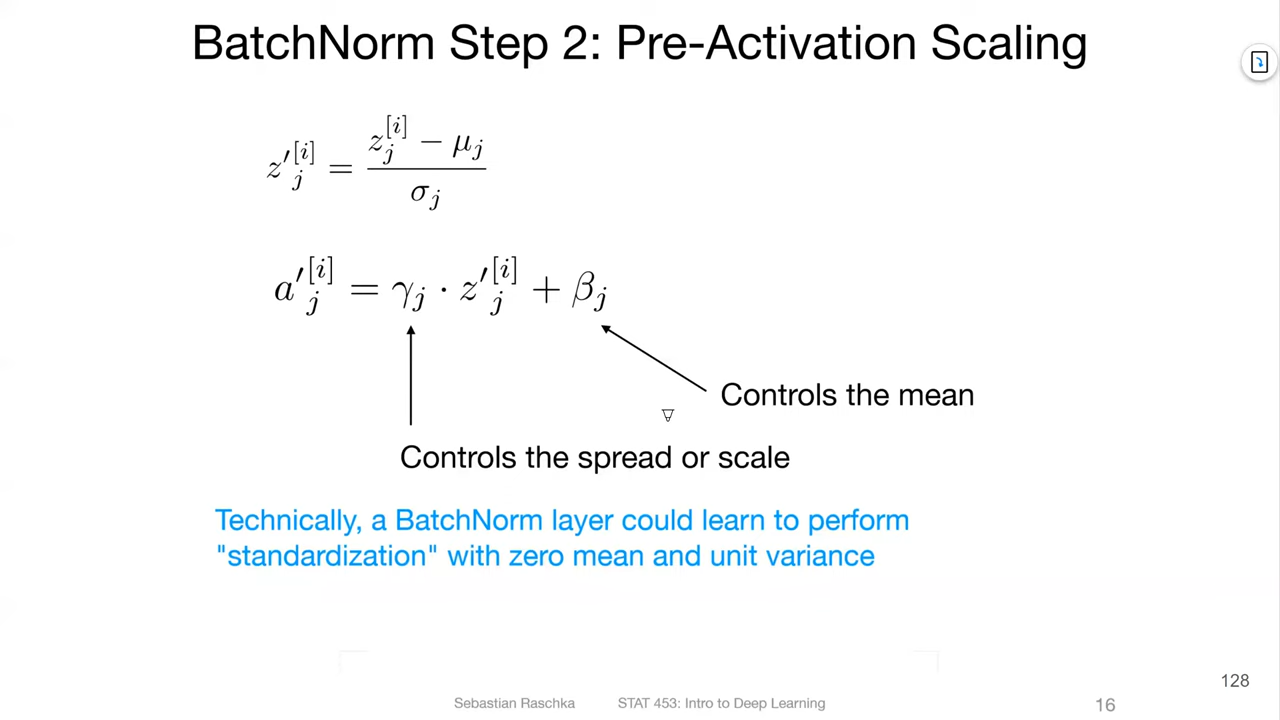 BatchNorm Step 2: Pre-Activation Scaling
z'_j^{[i]} = \frac{z_j^{[i]} - μ_j}{σ_j}
a'_j^{[i]} = γ_j · z'_j^{[i]} + β_j
Controls the mean
Controls the spread or scale
Technically, a BatchNorm layer could learn to perform
"standardization" with zero mean and unit variance
128
Sebastian Raschka STAT 453: Intro to Deep Learning 16